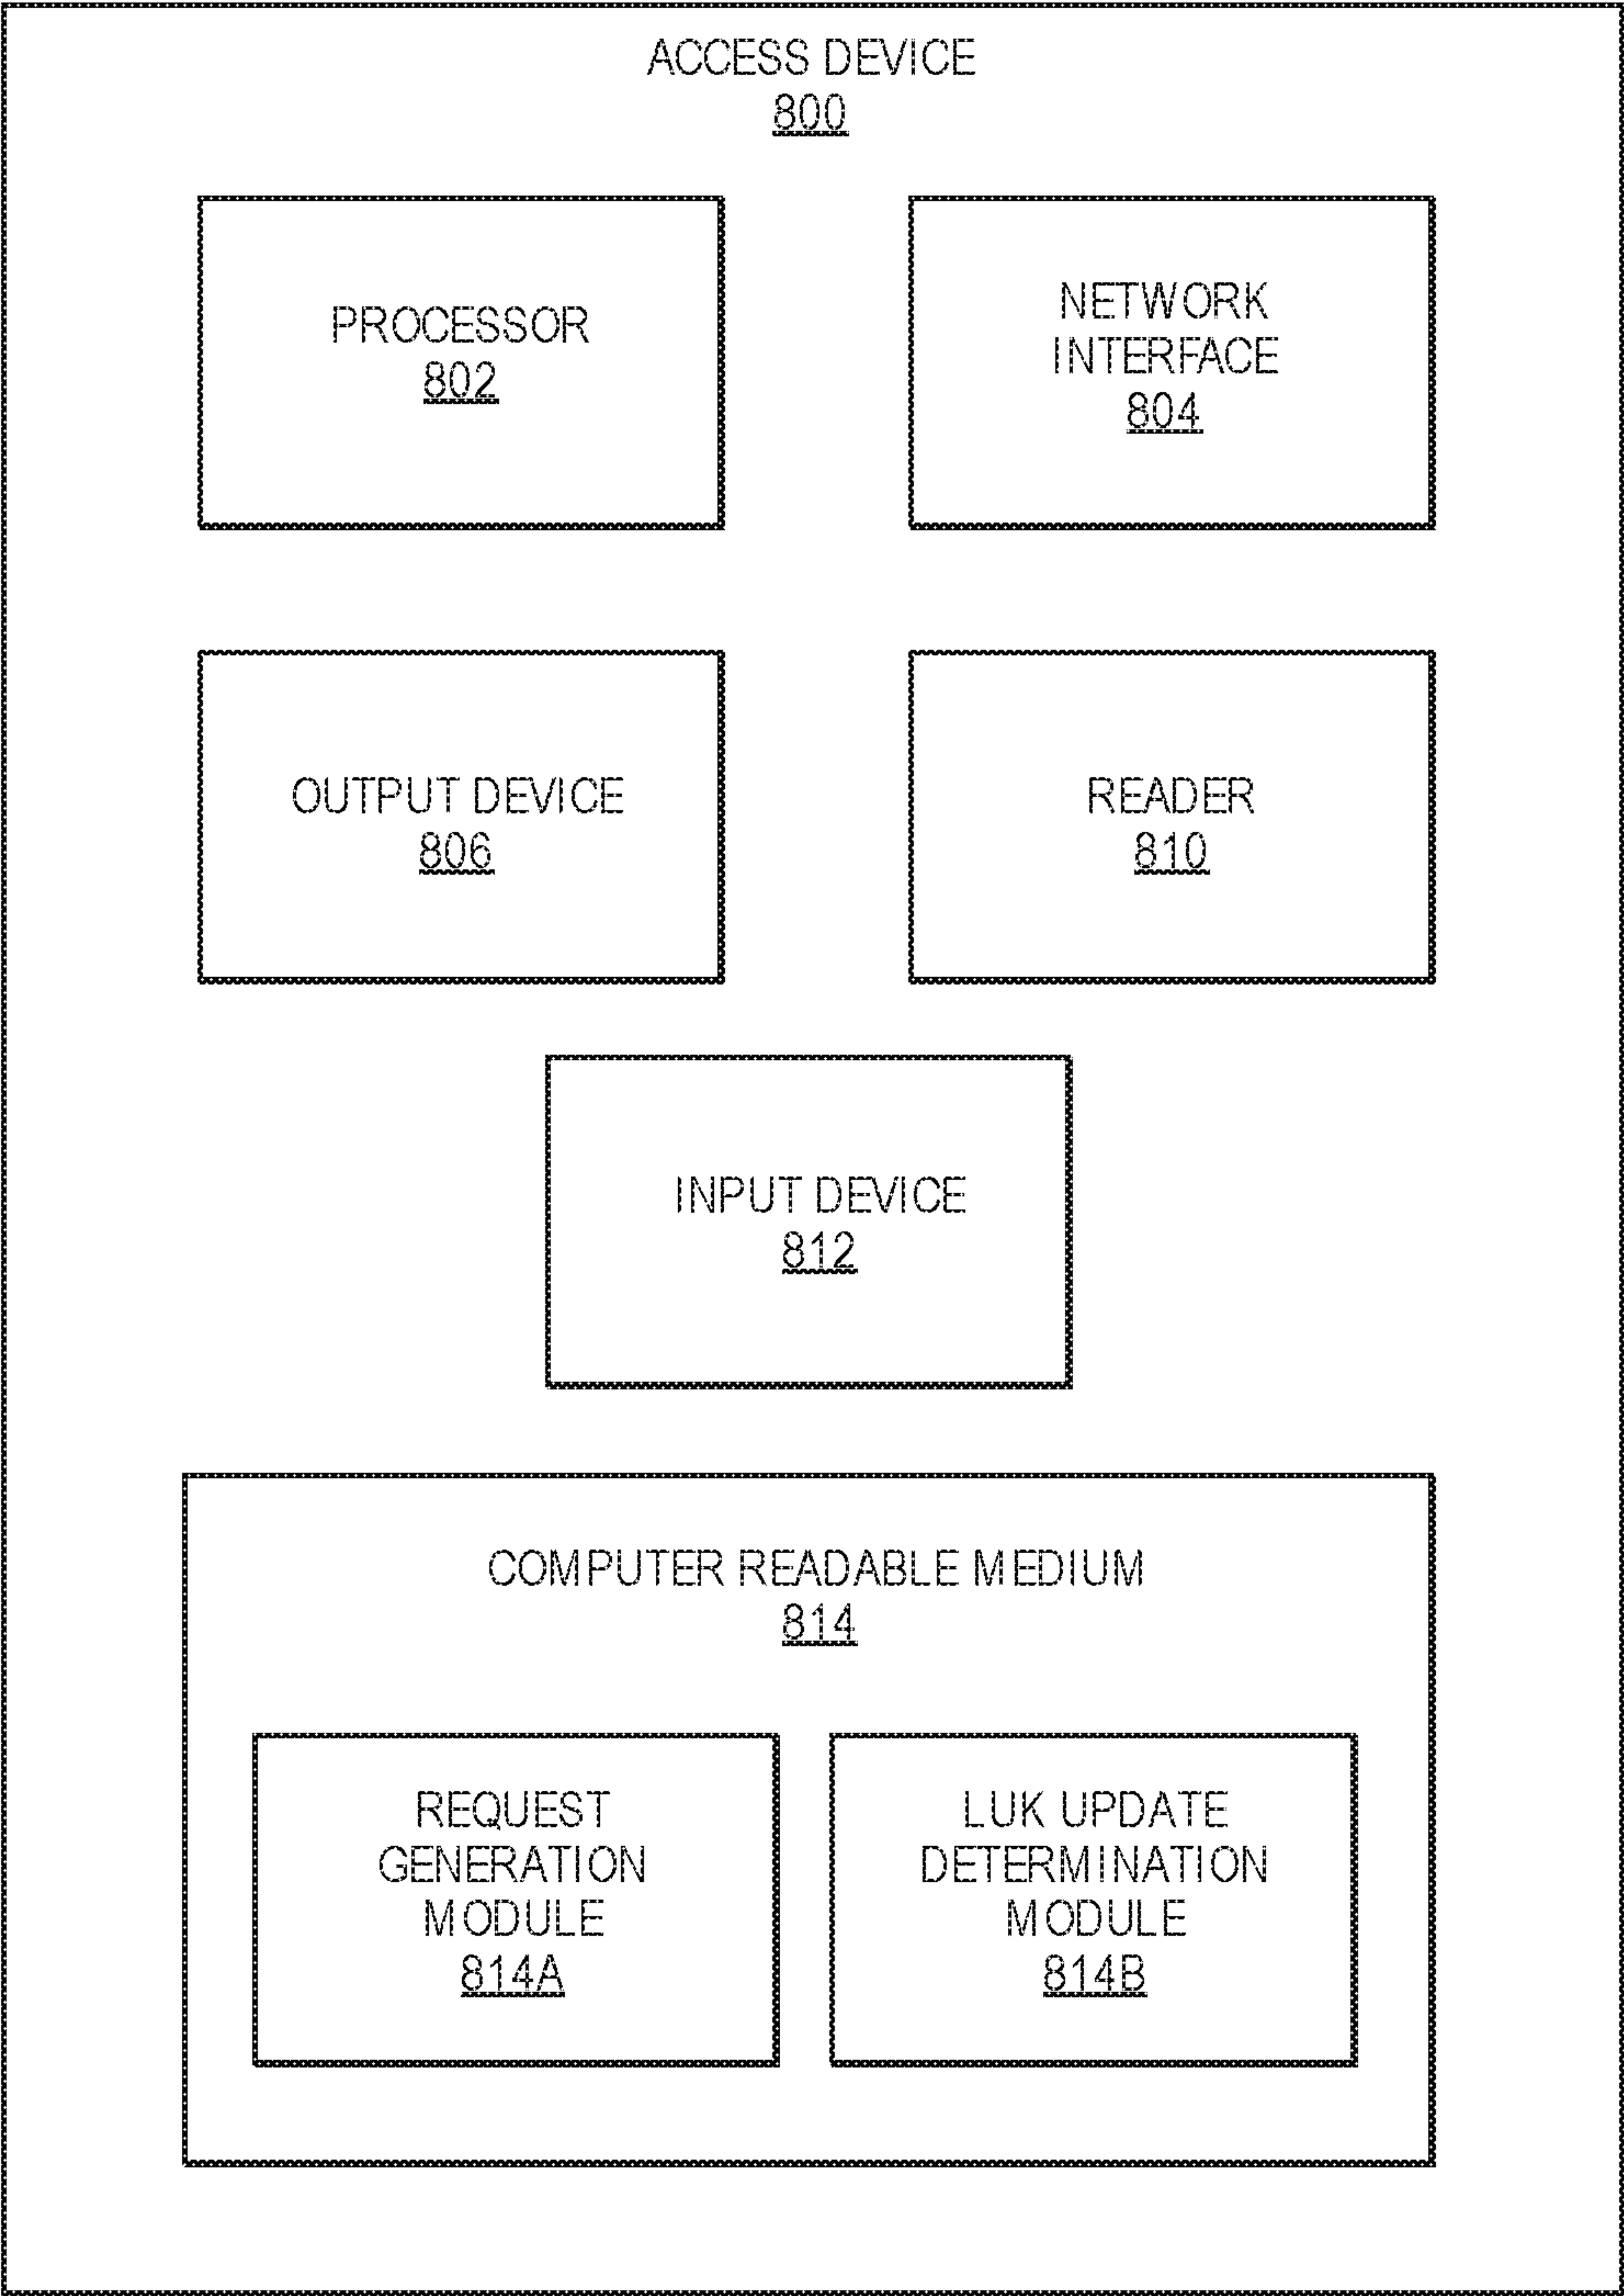 ACCESS DEVICE
800
PROCESSOR
802
NETWORK
INTERFACE
804
OUTPUT DEVICE
806
READER
810
INPUT DEVICE
812
COMPUTER READABLE MEDIUM
814
REQUEST
GENERATION
MODULE
814A
LUK UPDATE
DETERMINATION
MODULE
814B